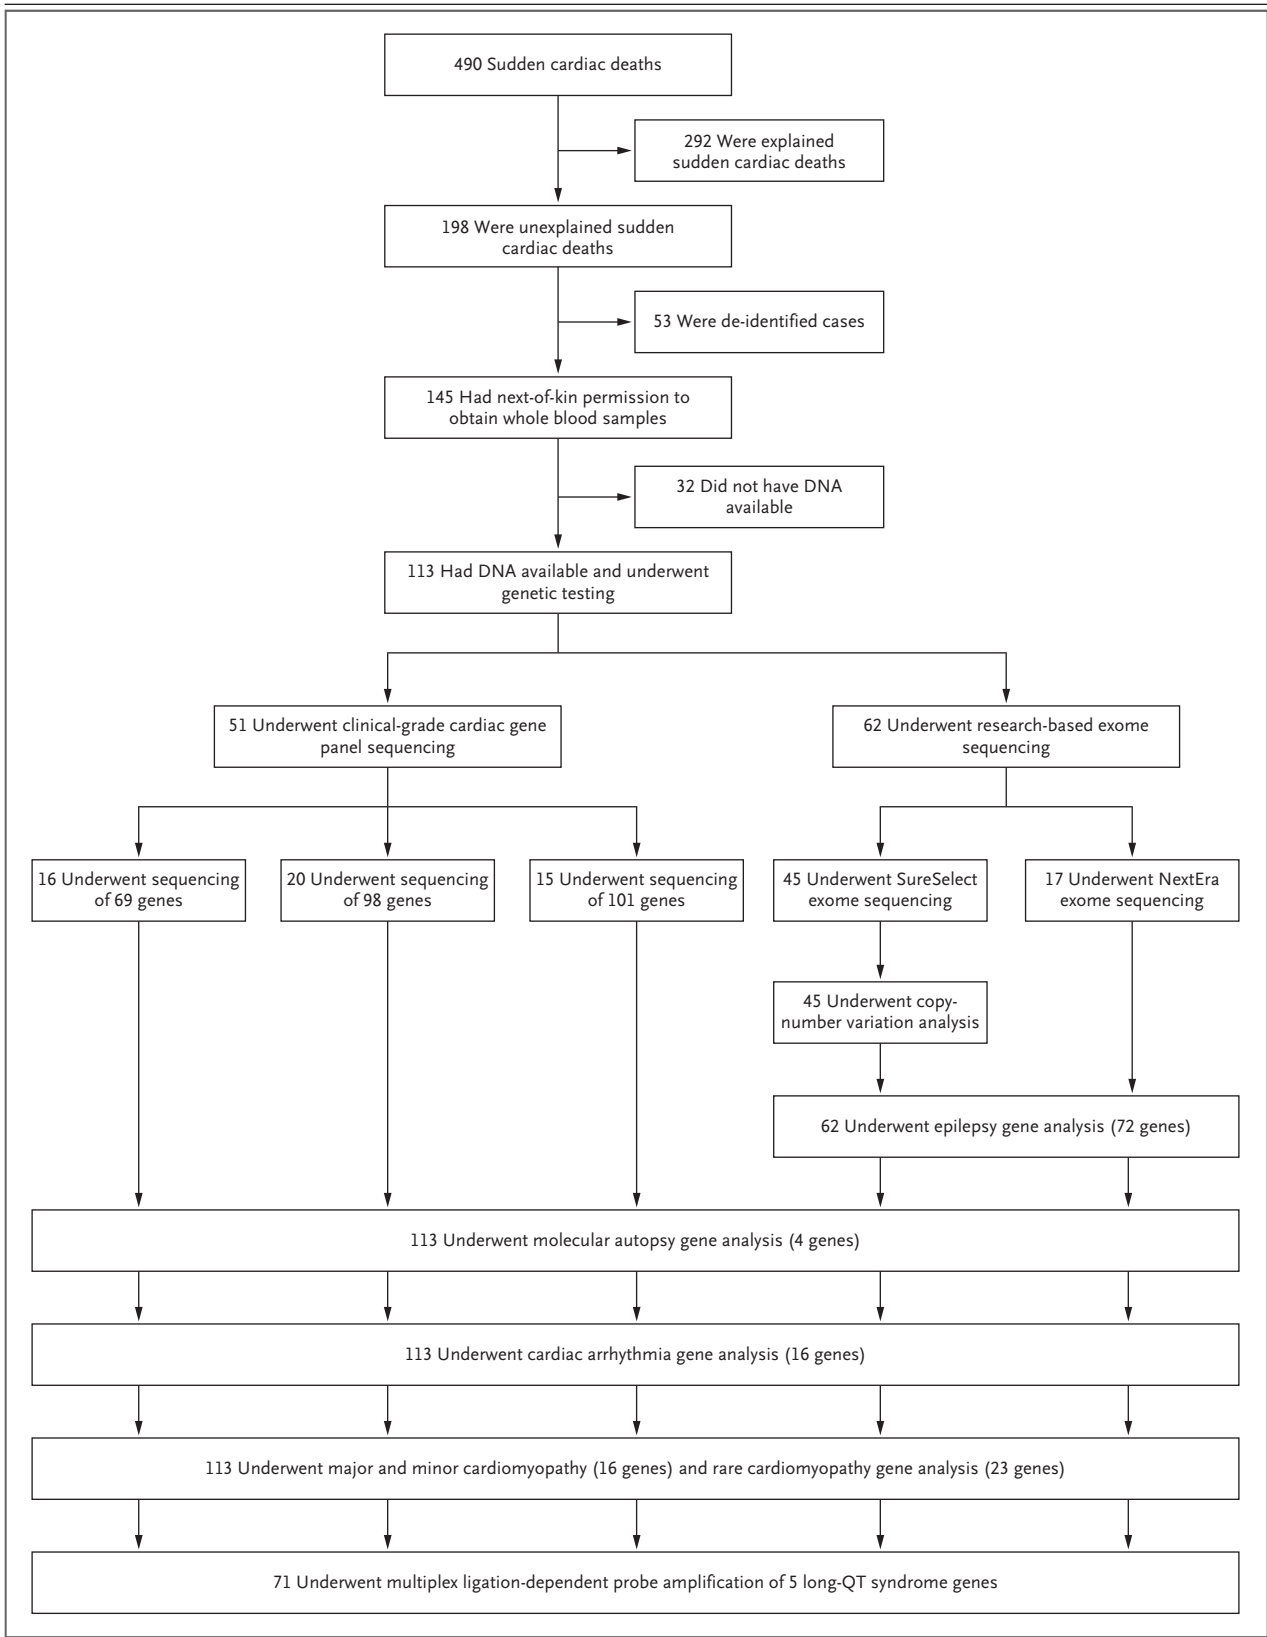 490 Sudden cardiac deaths
292 Were explained
sudden cardiac deaths
198 Were unexplained sudden
cardiac deaths
53 Were de-identified cases
145 Had next-of-kin permission to
obtain whole blood samples
32 Did not have DNA
available
113 Had DNA available and underwent
genetic testing
51 Underwent clinical-grade cardiac gene
panel sequencing
62 Underwent research-based exome
sequencing
16 Underwent sequencing
of 69 genes
20 Underwent sequencing
of 98 genes
15 Underwent sequencing
of 101 genes
45 Underwent SureSelect
exome sequencing
17 Underwent NextEra
exome sequencing
45 Underwent copy-
number variation analysis
62 Underwent epilepsy gene analysis (72 genes)
113 Underwent molecular autopsy gene analysis (4 genes)
113 Underwent cardiac arrhythmia gene analysis (16 genes)
113 Underwent major and minor cardiomyopathy (16 genes) and rare cardiomyopathy gene analysis (23 genes)
71 Underwent multiplex ligation-dependent probe amplification of 5 long-QT syndrome genes